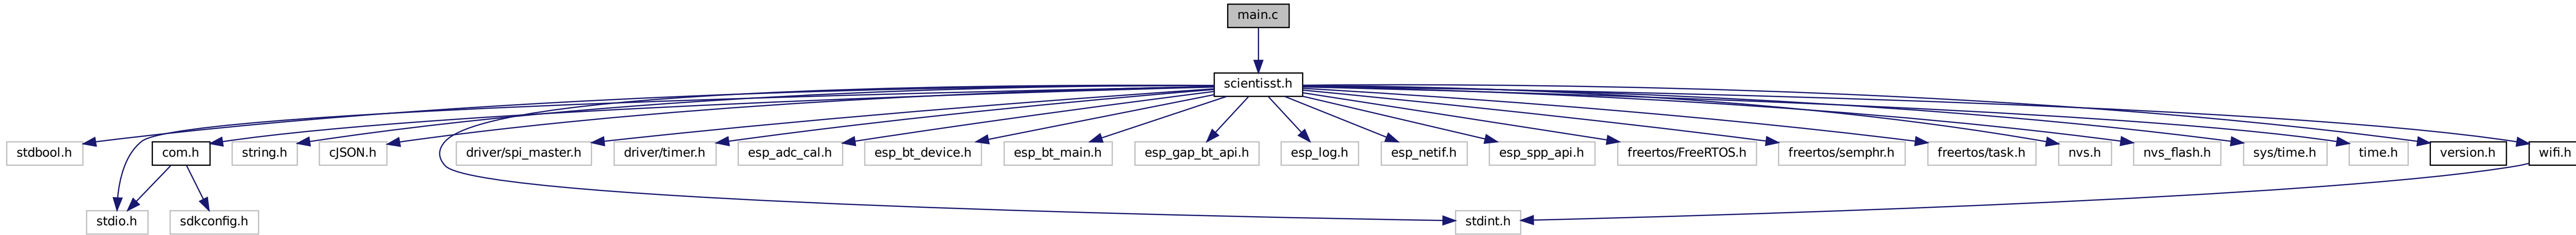 main.c
scientisst.h
stdbool.h
com.h
string.h
cJSON.h
driver/spi_master.h
driver/timer.h
esp_adc_cal.h
esp_bt_device.h
esp_bt_main.h
esp_gap_bt_api.h
esp_log.h
esp_netif.h
esp_spp_api.h
freertos/FreeRTOS.h
freertos/semphr.h
freertos/task.h
nvs.h
nvs_flash.h
sys/time.h
time.h
version.h
wifi.h
stdio.h
sdkconfig.h
stdint.h